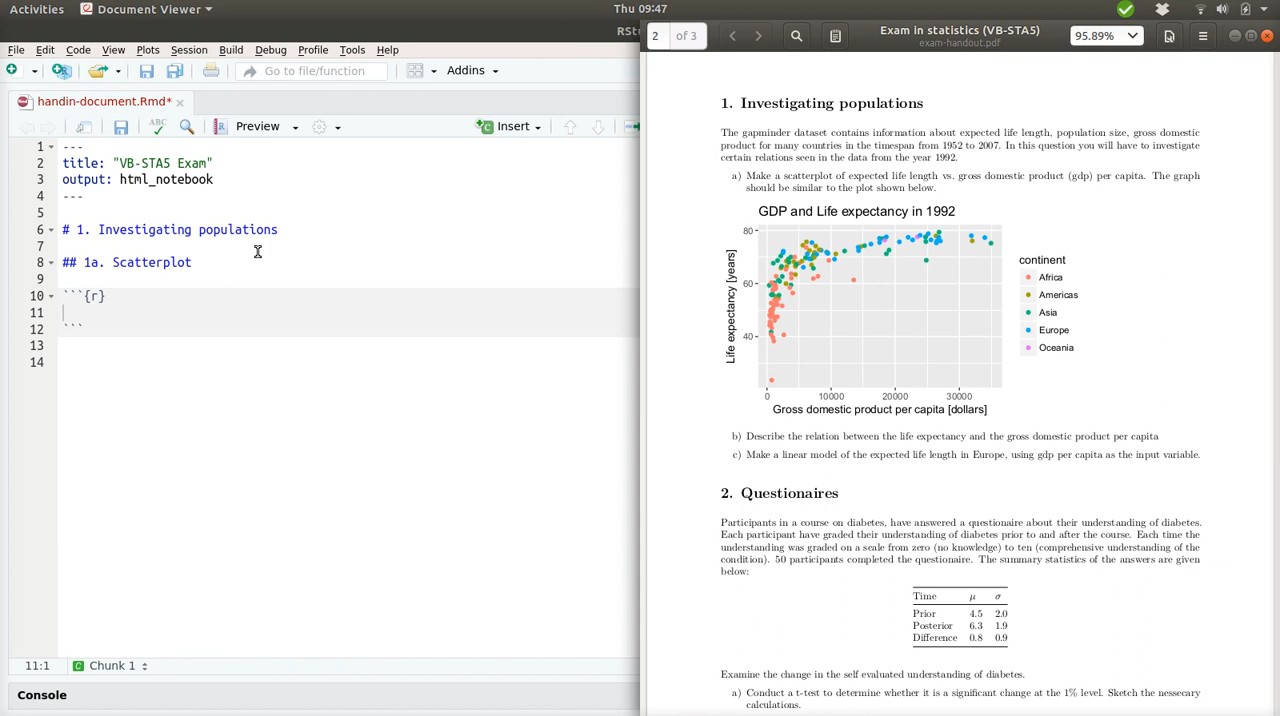 Activities
Document Viewer
Thu 09:47
RStu
File Edit Code View Plots Session Build Debug Profile Tools Help
Go to file/function
Addins
handin-document.Rmd*
ABC
Preview
Insert
1 ---
2 title: "VB-STA5 Exam"
3 output: html_notebook
4 ---
5
6 # 1. Investigating populations
7
8 ## 1a. Scatterplot
9
10 ```{r}
11
12 ```
13
14
11:1
Chunk 1
Console
2 of 3
Exam in statistics (VB-STA5)
exam-handout.pdf
95.89%
1. Investigating populations
The gapminder dataset contains information about expected life length, population size, gross domestic
product for many countries in the timespan from 1952 to 2007. In this question you will have to investigate
certain relations seen in the data from the year 1992.
a) Make a scatterplot of expected life length vs. gross domestic product (gdp) per capita. The graph
should be similar to the plot shown below.
GDP and Life expectancy in 1992
80
60
40
Life expectancy [years]
0 10000 20000 30000
Gross domestic product per capita [dollars]
continent
Africa
Americas
Asia
Europe
Oceania
b) Describe the relation between the life expectancy and the gross domestic product per capita
c) Make a linear model of the expected life length in Europe, using gdp per capita as the input variable.
2. Questionaires
Participants in a course on diabetes, have answered a questionaire about their understanding of diabetes.
Each participant have graded their understanding of diabetes prior to and after the course. Each time the
understanding was graded on a scale from zero (no knowledge) to ten (comprehensive understanding of the
condition). 50 participants completed the questionaire. The summary statistics of the answers are given
below:
Time μ σ
Prior 4.5 2.0
Posterior 6.3 1.9
Difference 0.8 0.9
Examine the change in the self evaluated understanding of diabetes.
a) Conduct a t-test to determine whether it is a significant change at the 1% level. Sketch the nessecary
calculations.